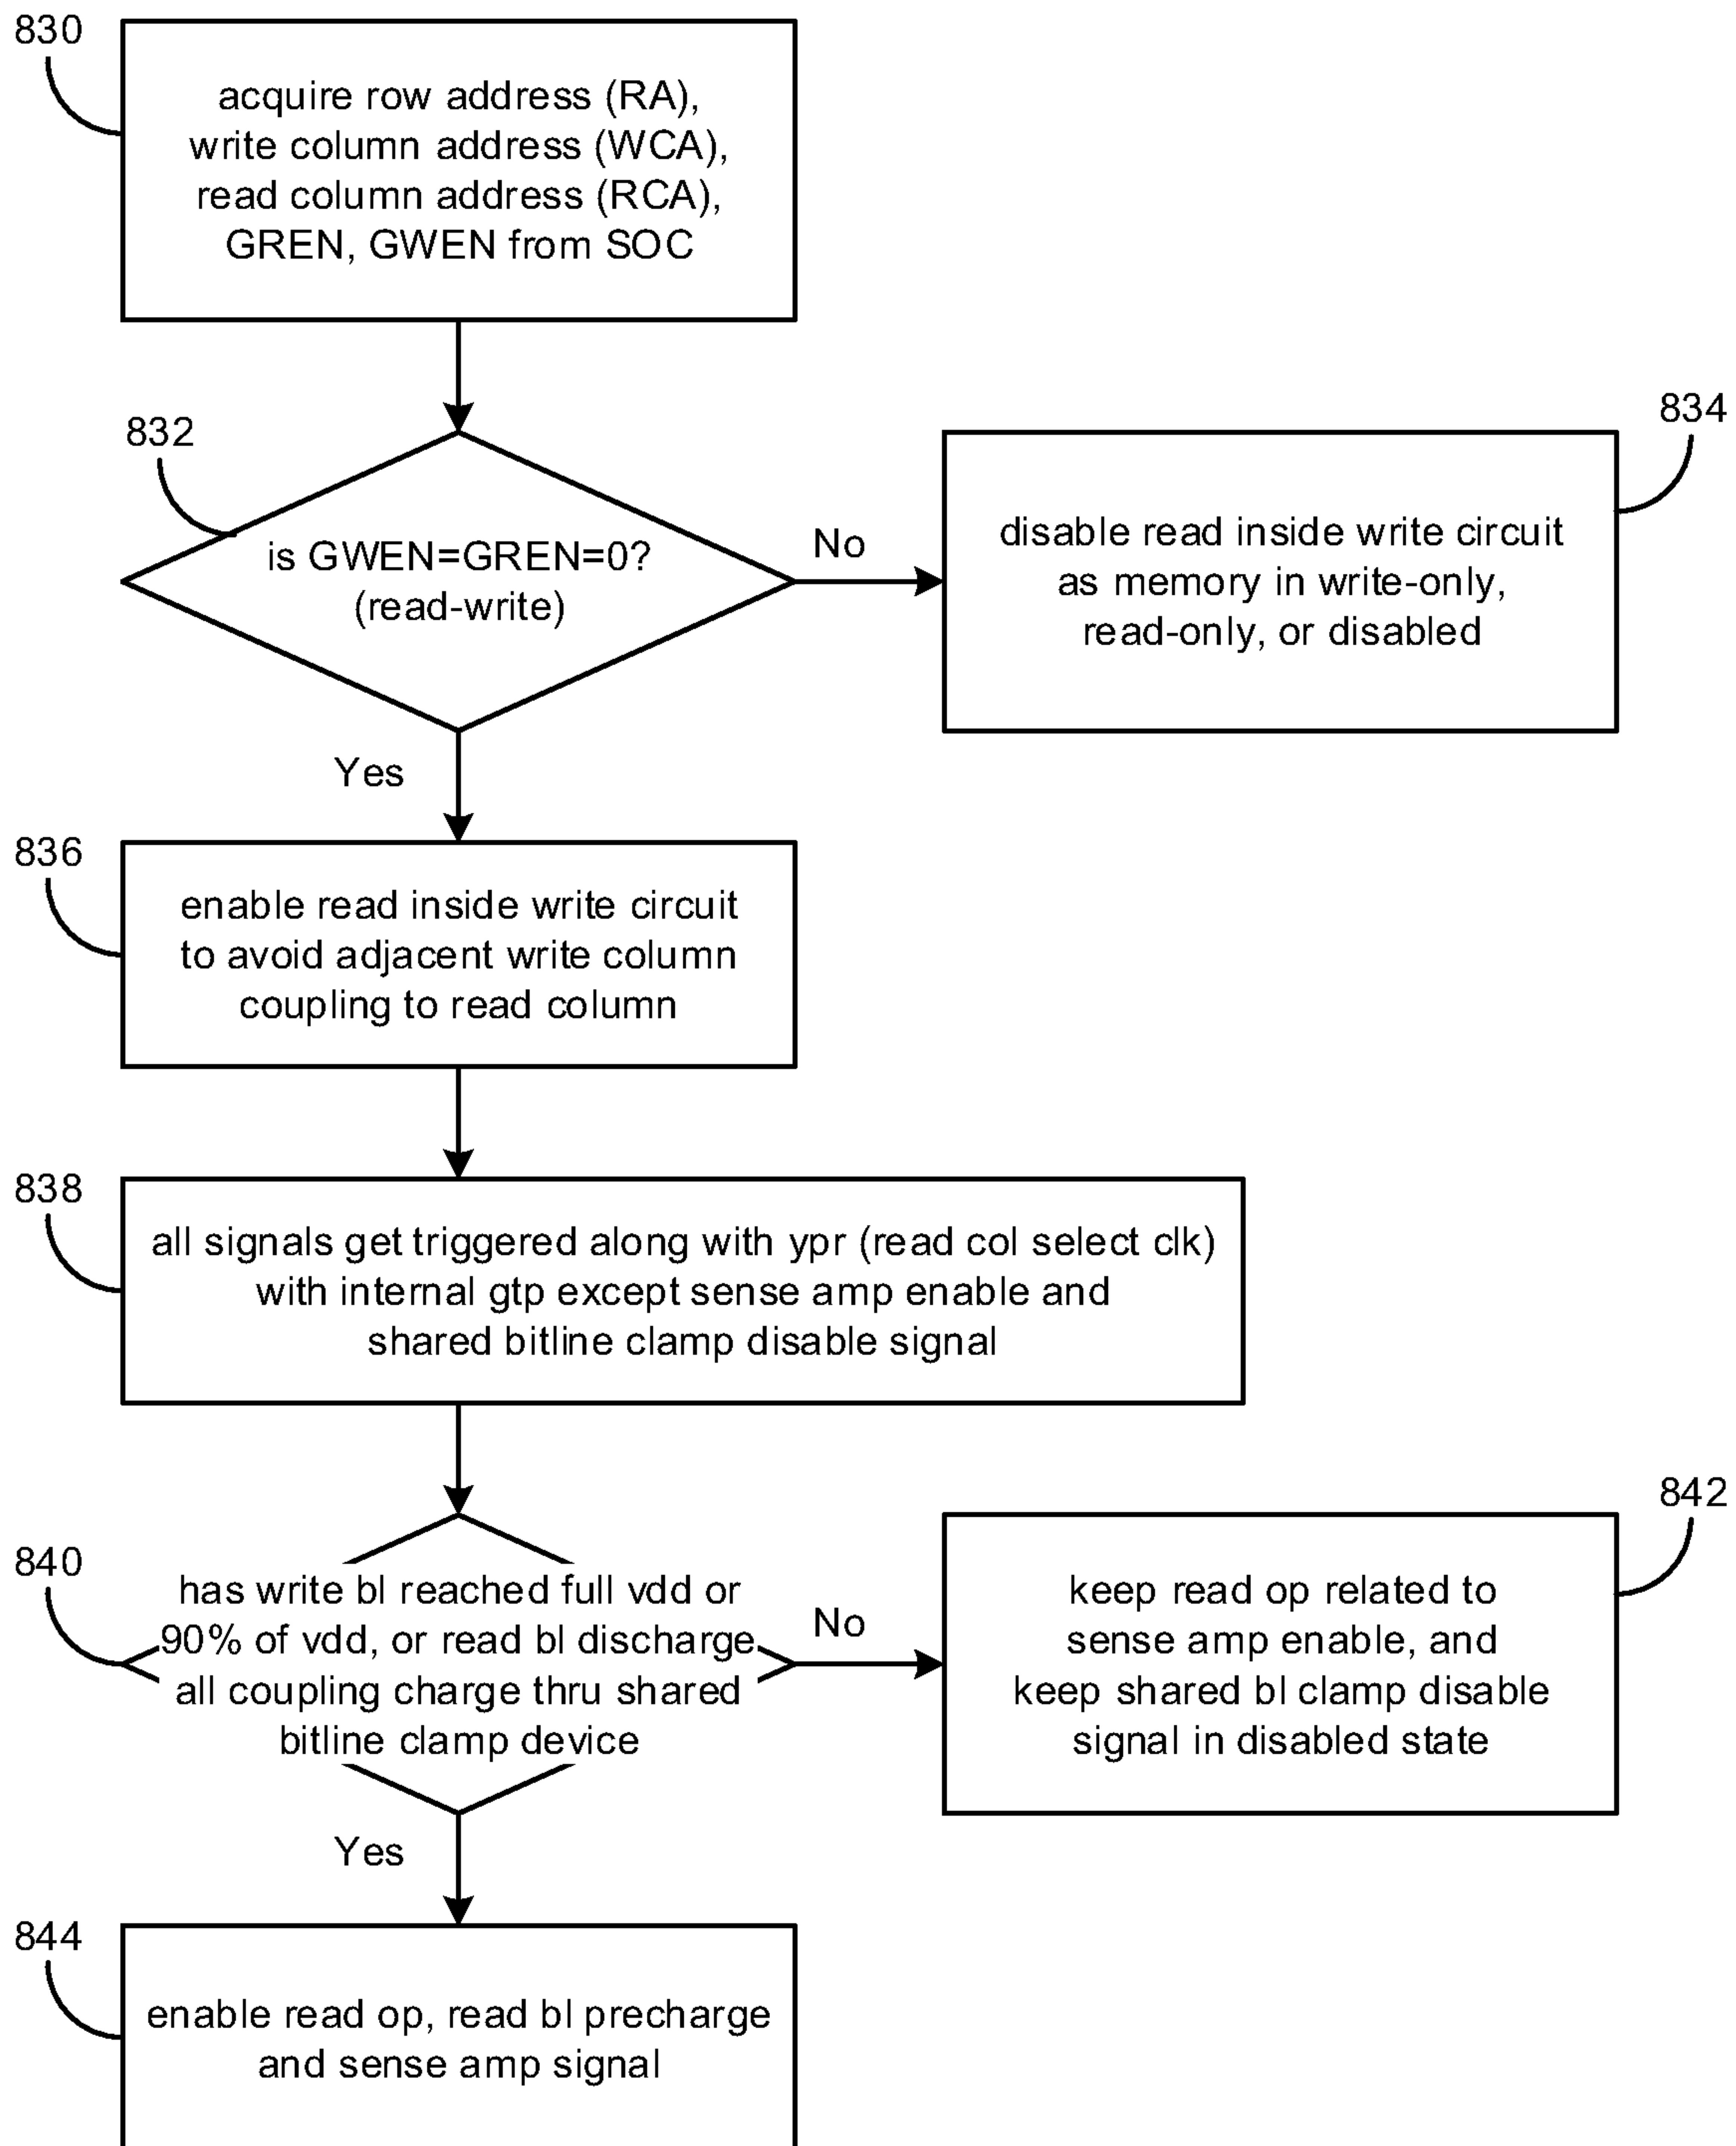 830
acquire row address (RA),
write column address (WCA),
read column address (RCA),
GREN, GWEN from SOC
832
is GWEN=GREN=0?
(read-write)
No
834
disable read inside write circuit
as memory in write-only,
read-only, or disabled
Yes
836
enable read inside write circuit
to avoid adjacent write column
coupling to read column
838
all signals get triggered along with ypr (read col select clk)
with internal gtp except sense amp enable and
shared bitline clamp disable signal
840
has write bl reached full vdd or
90% of vdd, or read bl discharge
all coupling charge thru shared
bitline clamp device
No
842
keep read op related to
sense amp enable, and
keep shared bl clamp disable
signal in disabled state
Yes
844
enable read op, read bl precharge
and sense amp signal